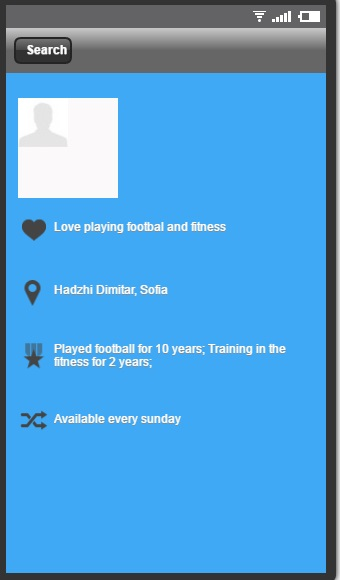 Search
Love playing footbal and fitness
Hadzhi Dimitar, Sofia
Played football for 10 years; Training in the
fitness for 2 years;
Available every sunday